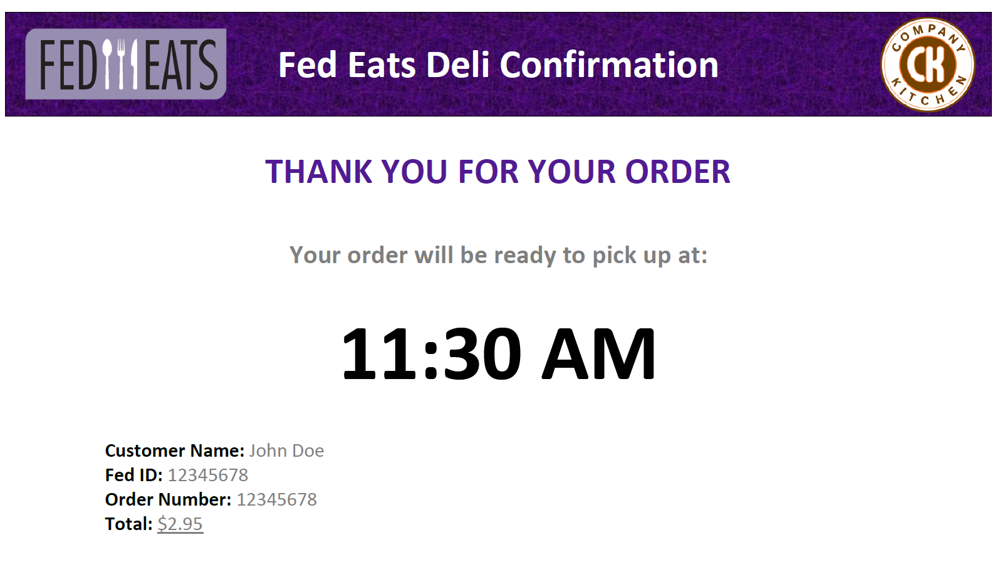 FED EATS
Fed Eats Deli Confirmation
COMPANY
CK
KITCHEN
THANK YOU FOR YOUR ORDER
Your order will be ready to pick up at:
11:30 AM
Customer Name: John Doe
Fed ID: 12345678
Order Number: 12345678
Total: $2.95